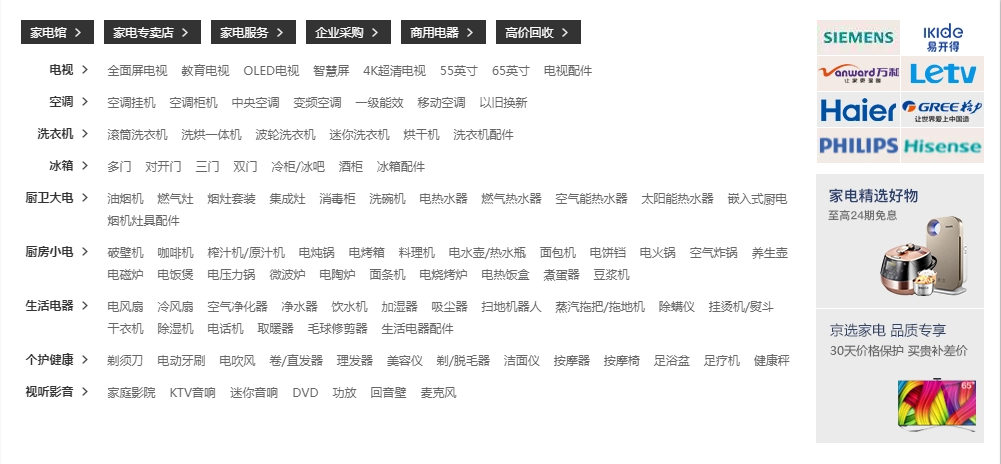 家电馆 家电专卖店 家电服务 企业采购 商用电器 高价回收
电视 全面屏电视 教育电视 OLED电视 智慧屏 4K超清电视 55英寸 65英寸 电视配件
空调 空调挂机 空调柜机 中央空调 变频空调 一级能效 移动空调 以旧换新
洗衣机 滚筒洗衣机 洗烘一体机 波轮洗衣机 迷你洗衣机 烘干机 洗衣机配件
冰箱 多门 对开门 三门 双门 冷柜/冰吧 酒柜 冰箱配件
厨卫大电 油烟机 燃气灶 烟灶套装 集成灶 消毒柜 洗碗机 电热水器 燃气热水器 空气能热水器 太阳能热水器 嵌入式厨电
烟机灶具配件
厨房小电 破壁机 咖啡机 榨汁机/原汁机 电炖锅 电烤箱 料理机 电水壶/热水瓶 面包机 电饼铛 电火锅 空气炸锅 养生壶
电磁炉 电饭煲 电压力锅 微波炉 电陶炉 面条机 电烧烤炉 电热饭盒 煮蛋器 豆浆机
生活电器 电风扇 冷风扇 空气净化器 净水器 饮水机 加湿器 吸尘器 扫地机器人 蒸汽拖把/拖地机 除螨仪 挂烫机/熨斗
干衣机 除湿机 电话机 取暖器 毛球修剪器 生活电器配件
个护健康 剃须刀 电动牙刷 电吹风 卷/直发器 理发器 美容仪 剃/脱毛器 洁面仪 按摩器 按摩椅 足浴盆 足疗机 健康秤
视听影音 家庭影院 KTV音响 迷你音响 DVD 功放 回音壁 麦克风
SIEMENS
IKIde
易开得
Vanward万和
让家更温暖
Letv
Haier
GREE格力
让世界爱上中国造
PHILIPS
Hisense
家电精选好物
至高24期免息
京选家电 品质专享
30天价格保护 买贵补差价
65"